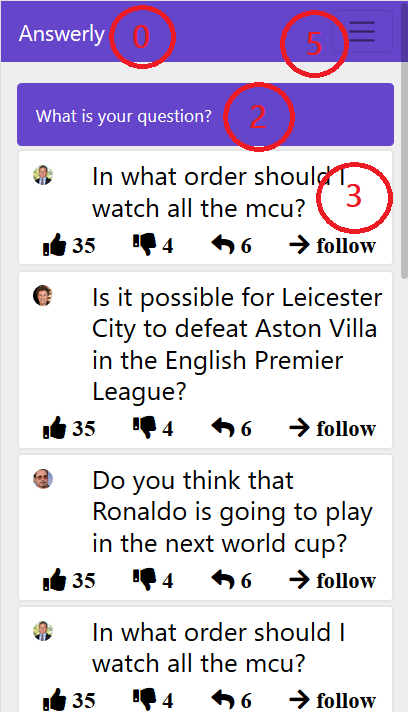 Answerly 0 5
What is your question? 2
In what order should I
watch all the mcu? 3
35 4 6 follow
Is it possible for Leicester
City to defeat Aston Villa
in the English Premier
League?
35 4 6 follow
Do you think that
Ronaldo is going to play
in the next world cup?
35 4 6 follow
In what order should I
watch all the mcu?
35 4 6 follow